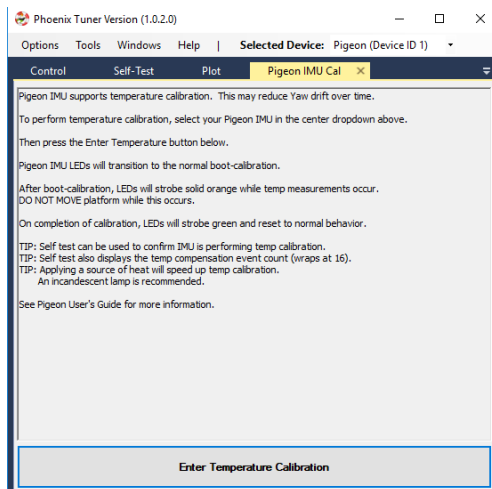 Phoenix Tuner Version (1.0.2.0)
Options Tools Windows Help | Selected Device: Pigeon (Device ID 1)
Control Self-Test Plot Pigeon IMU Cal
Pigeon IMU supports temperature calibration. This may reduce Yaw drift over time.
To perform temperature calibration, select your Pigeon IMU in the center dropdown above.
Then press the Enter Temperature button below.
Pigeon IMU LEDs will transition to the normal boot-calibration.
After boot-calibration, LEDs will strobe solid orange while temp measurements occur.
DO NOT MOVE platform while this occurs.
On completion of calibration, LEDs will strobe green and reset to normal behavior.
TIP: Self test can be used to confirm IMU is performing temp calibration.
TIP: Self test also displays the temp compensation event count (wraps at 16).
TIP: Applying a source of heat will speed up temp calibration.
An incandescent lamp is recommended.
See Pigeon User's Guide for more information.
Enter Temperature Calibration